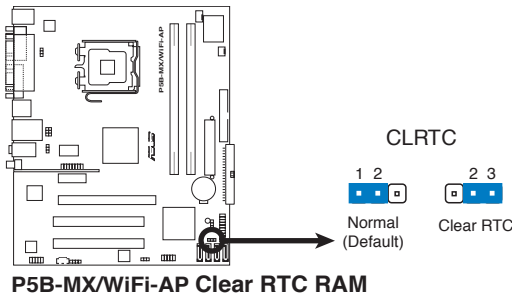 P5B-MX/WiFi-AP
ASUS
CLRTC
1 2
2 3
Normal
(Default)
Clear RTC
P5B-MX/WiFi-AP Clear RTC RAM